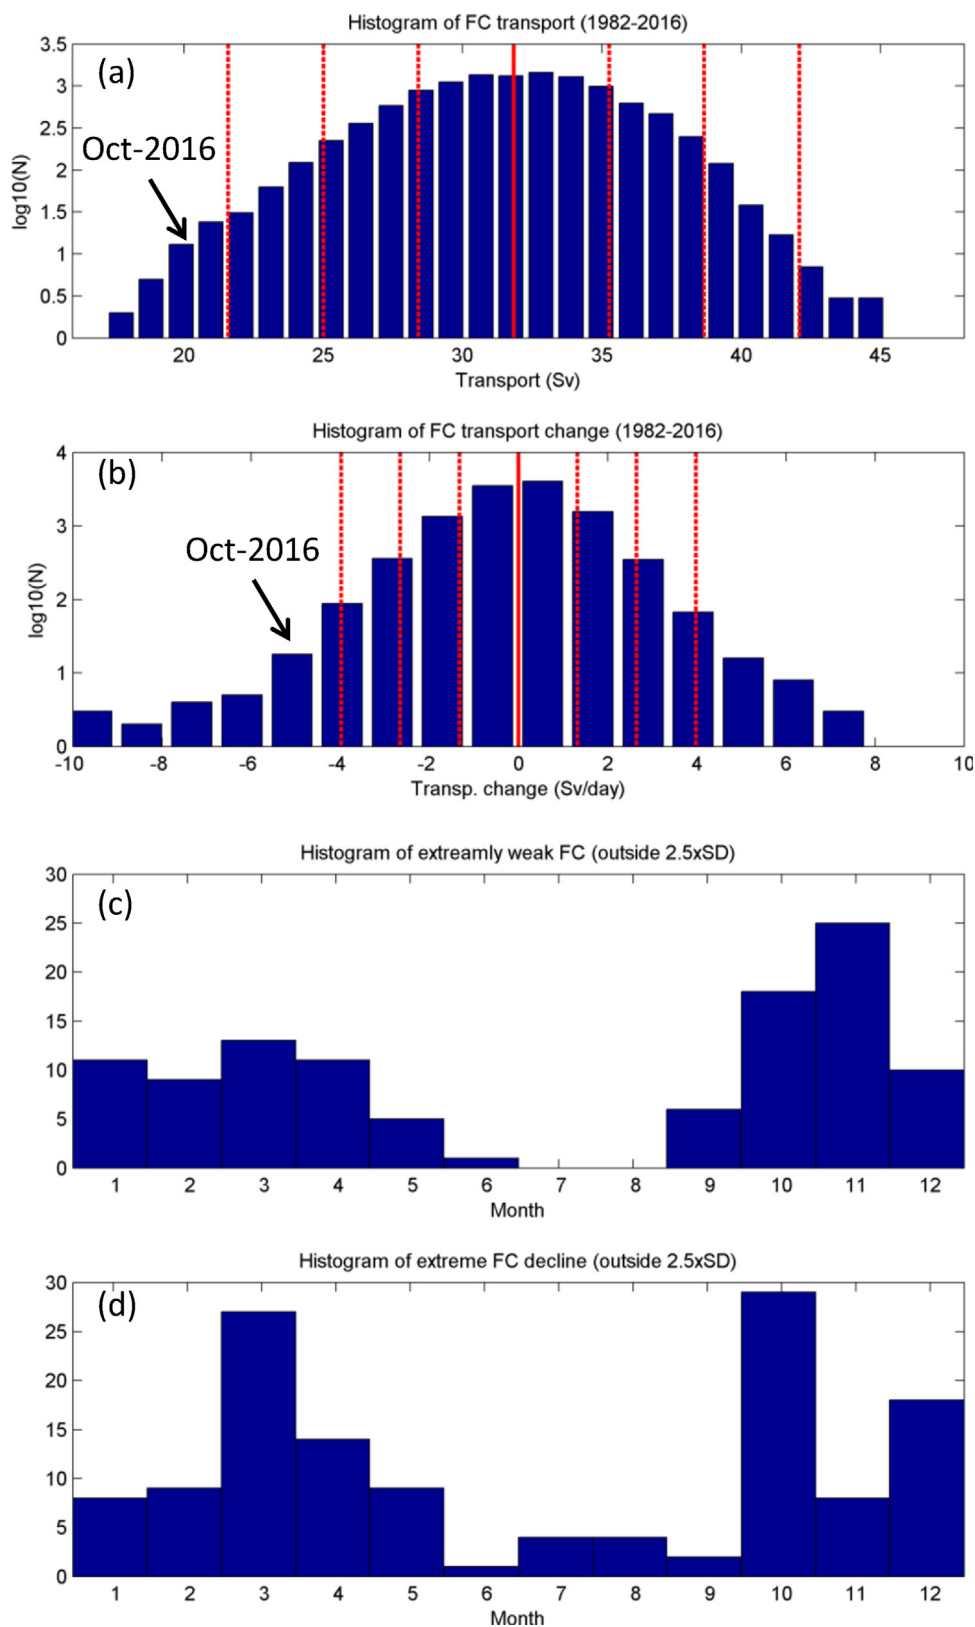 Histogram of FC transport (1982-2016)
(a)
Oct-2016
log10(N)
3.5
3
2.5
2
1.5
1
0.5
0
20 25 30 35 40 45
Transport (Sv)
Histogram of FC transport change (1982-2016)
(b)
Oct-2016
log10(N)
4
3
2
1
0
-10 -8 -6 -4 -2 0 2 4 6 8 10
Transp. change (Sv/day)
Histogram of extreamly weak FC (outside 2.5xSD)
(c)
30
25
20
15
10
5
0
1 2 3 4 5 6 7 8 9 10 11 12
Month
Histogram of extreme FC decline (outside 2.5xSD)
(d)
30
25
20
15
10
5
0
1 2 3 4 5 6 7 8 9 10 11 12
Month